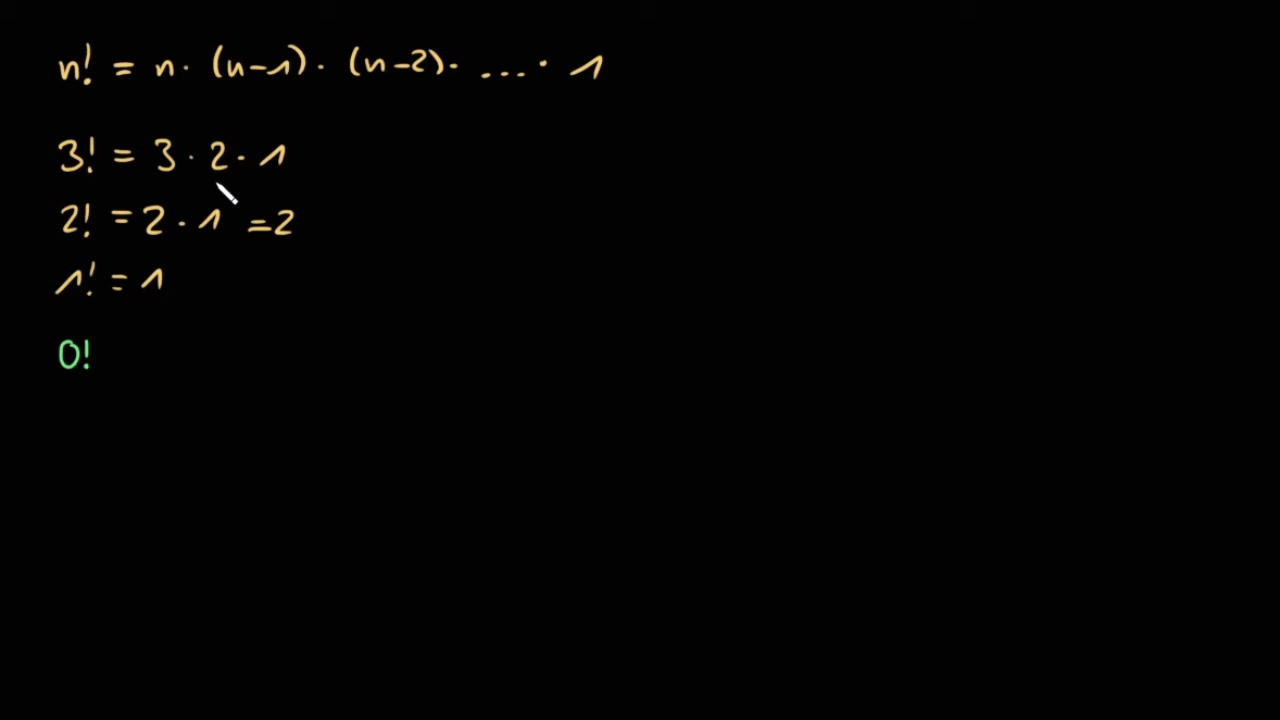 n! = n · (n-1) · (n-2) · ... · 1
3! = 3 · 2 · 1
2! = 2 · 1 = 2
1! = 1
0!